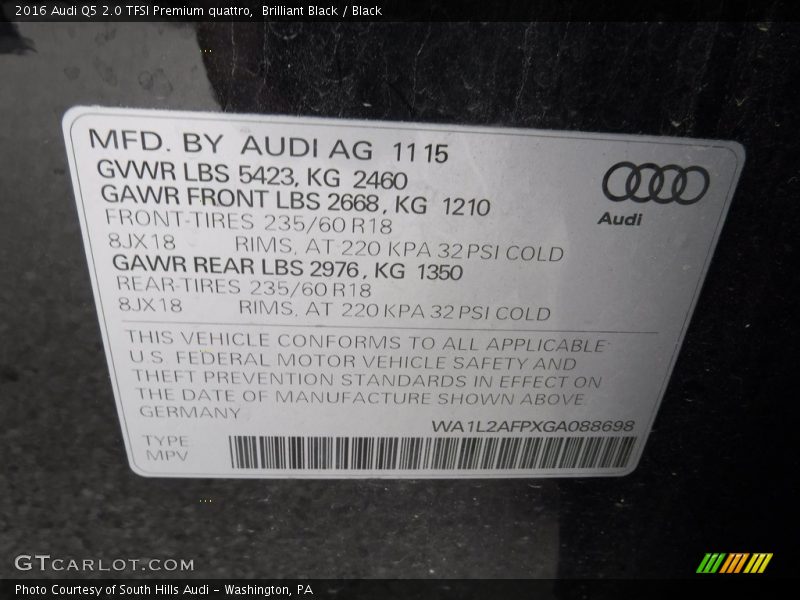 2016 Audi Q5 2.0 TFSI Premium quattro, Brilliant Black / Black
MFD. BY AUDI AG 11 15
GVWR LBS 5423, KG 2460
GAWR FRONT LBS 2668, KG 1210
FRONT-TIRES 235/60 R18
8JX18 RIMS, AT 220 KPA 32 PSI COLD
GAWR REAR LBS 2976, KG 1350
REAR-TIRES 235/60 R18
8JX18 RIMS, AT 220 KPA 32 PSI COLD
Audi
THIS VEHICLE CONFORMS TO ALL APPLICABLE
U.S. FEDERAL MOTOR VEHICLE SAFETY AND
THEFT PREVENTION STANDARDS IN EFFECT ON
THE DATE OF MANUFACTURE SHOWN ABOVE.
GERMANY
WA1L2AFPXGA088698
TYPE
MPV
GTCARLOT.COM
Photo Courtesy of South Hills Audi - Washington, PA